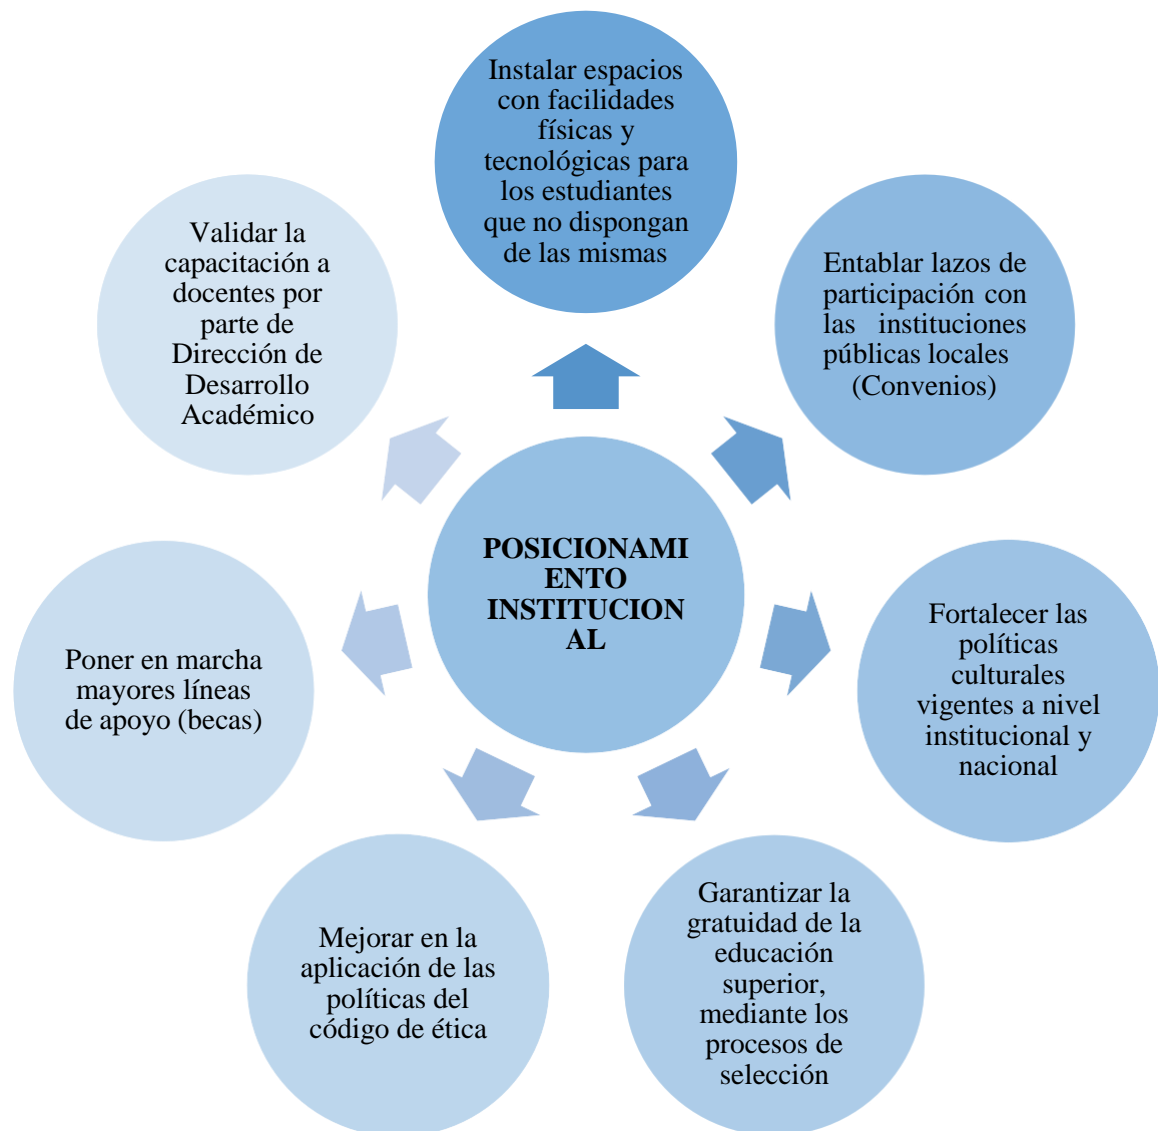 Instalar espacios
con facilidades
físicas y
tecnológicas para
los estudiantes
que no dispongan
de las mismas
Entablar lazos de
participación con
las instituciones
públicas locales
(Convenios)
Fortalecer las
políticas
culturales
vigentes a nivel
institucional y
nacional
Garantizar la
gratuidad de la
educación
superior,
mediante los
procesos de
selección
Mejorar en la
aplicación de las
políticas del
código de ética
Poner en marcha
mayores líneas
de apoyo (becas)
Validar la
capacitación a
docentes por
parte de
Dirección de
Desarrollo
Académico
POSICIONAMI
ENTO
INSTITUCION
AL